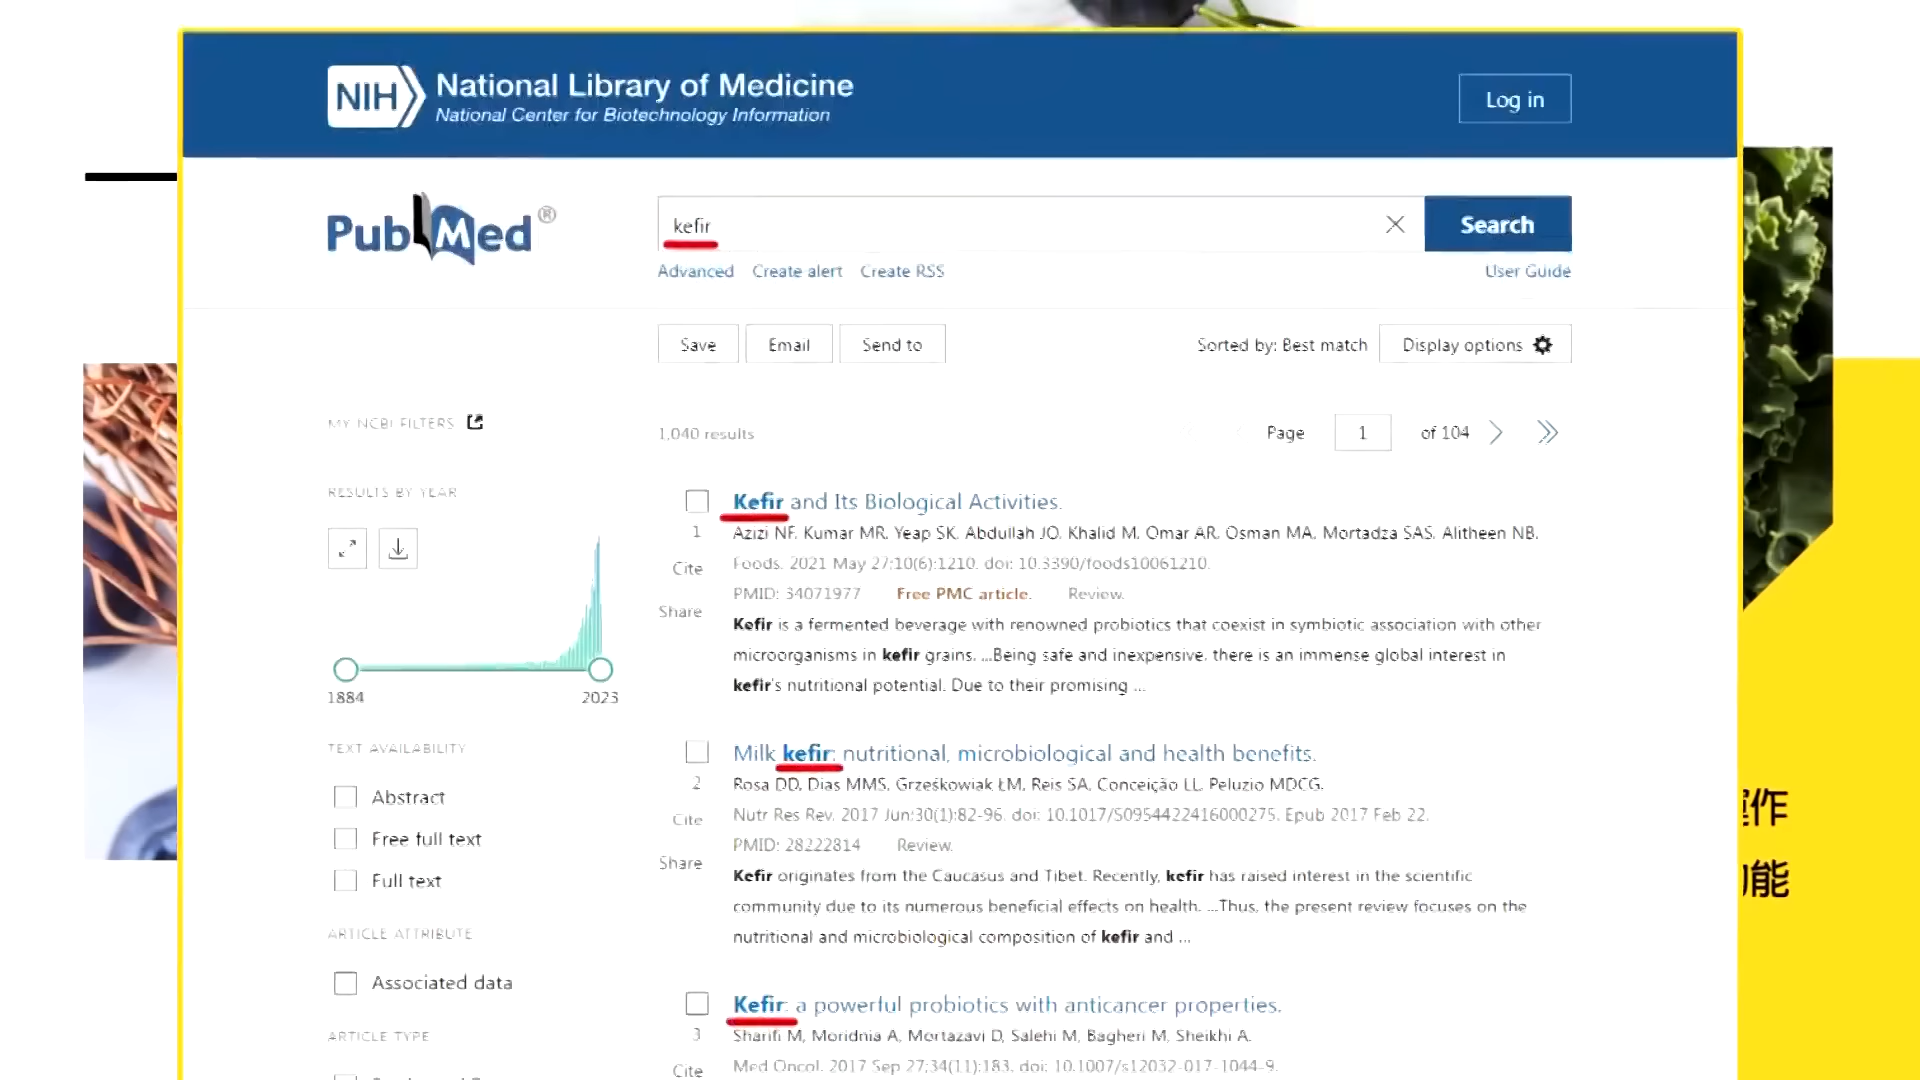 NIH National Library of Medicine
National Center for Biotechnology Information
Log in
PubMed®
kefir
Search
Advanced Create alert Create RSS
User Guide
Save Email Send to
Sorted by: Best match
Display options
MY NCBI FILTERS
1,040 results
Page 1 of 104
RESULTS BY YEAR
1884 2023
TEXT AVAILABILITY
Abstract
Free full text
Full text
ARTICLE ATTRIBUTE
Associated data
ARTICLE TYPE
Kefir and Its Biological Activities.
1
Azizi NF, Kumar MR, Yeap SK, Abdullah JO, Khalid M, Omar AR, Osman MA, Mortadza SAS, Alitheen NB.
Cite
Foods. 2021 May 27;10(6):1210. doi: 10.3390/foods10061210.
PMID: 34071977 Free PMC article. Review.
Share
Kefir is a fermented beverage with renowned probiotics that coexist in symbiotic association with other
microorganisms in kefir grains. ...Being safe and inexpensive, there is an immense global interest in
kefir's nutritional potential. Due to their promising ...
Milk kefir: nutritional, microbiological and health benefits.
2
Rosa DD, Dias MMS, Grześkowiak ŁM, Reis SA, Conceição LL, Peluzio MDCG.
Cite
Nutr Res Rev. 2017 Jun;30(1):82-96. doi: 10.1017/S0954422416000275. Epub 2017 Feb 22.
PMID: 28222814 Review.
Share
Kefir originates from the Caucasus and Tibet. Recently, kefir has raised interest in the scientific
community due to its numerous beneficial effects on health. ...Thus, the present review focuses on the
nutritional and microbiological composition of kefir and ...
Kefir: a powerful probiotics with anticancer properties.
3
Sharifi M, Moridnia A, Mortazavi D, Salehi M, Bagheri M, Sheikhi A.
Cite
Med Oncol. 2017 Sep 27;34(11):183. doi: 10.1007/s12032-017-1044-9.
作
能